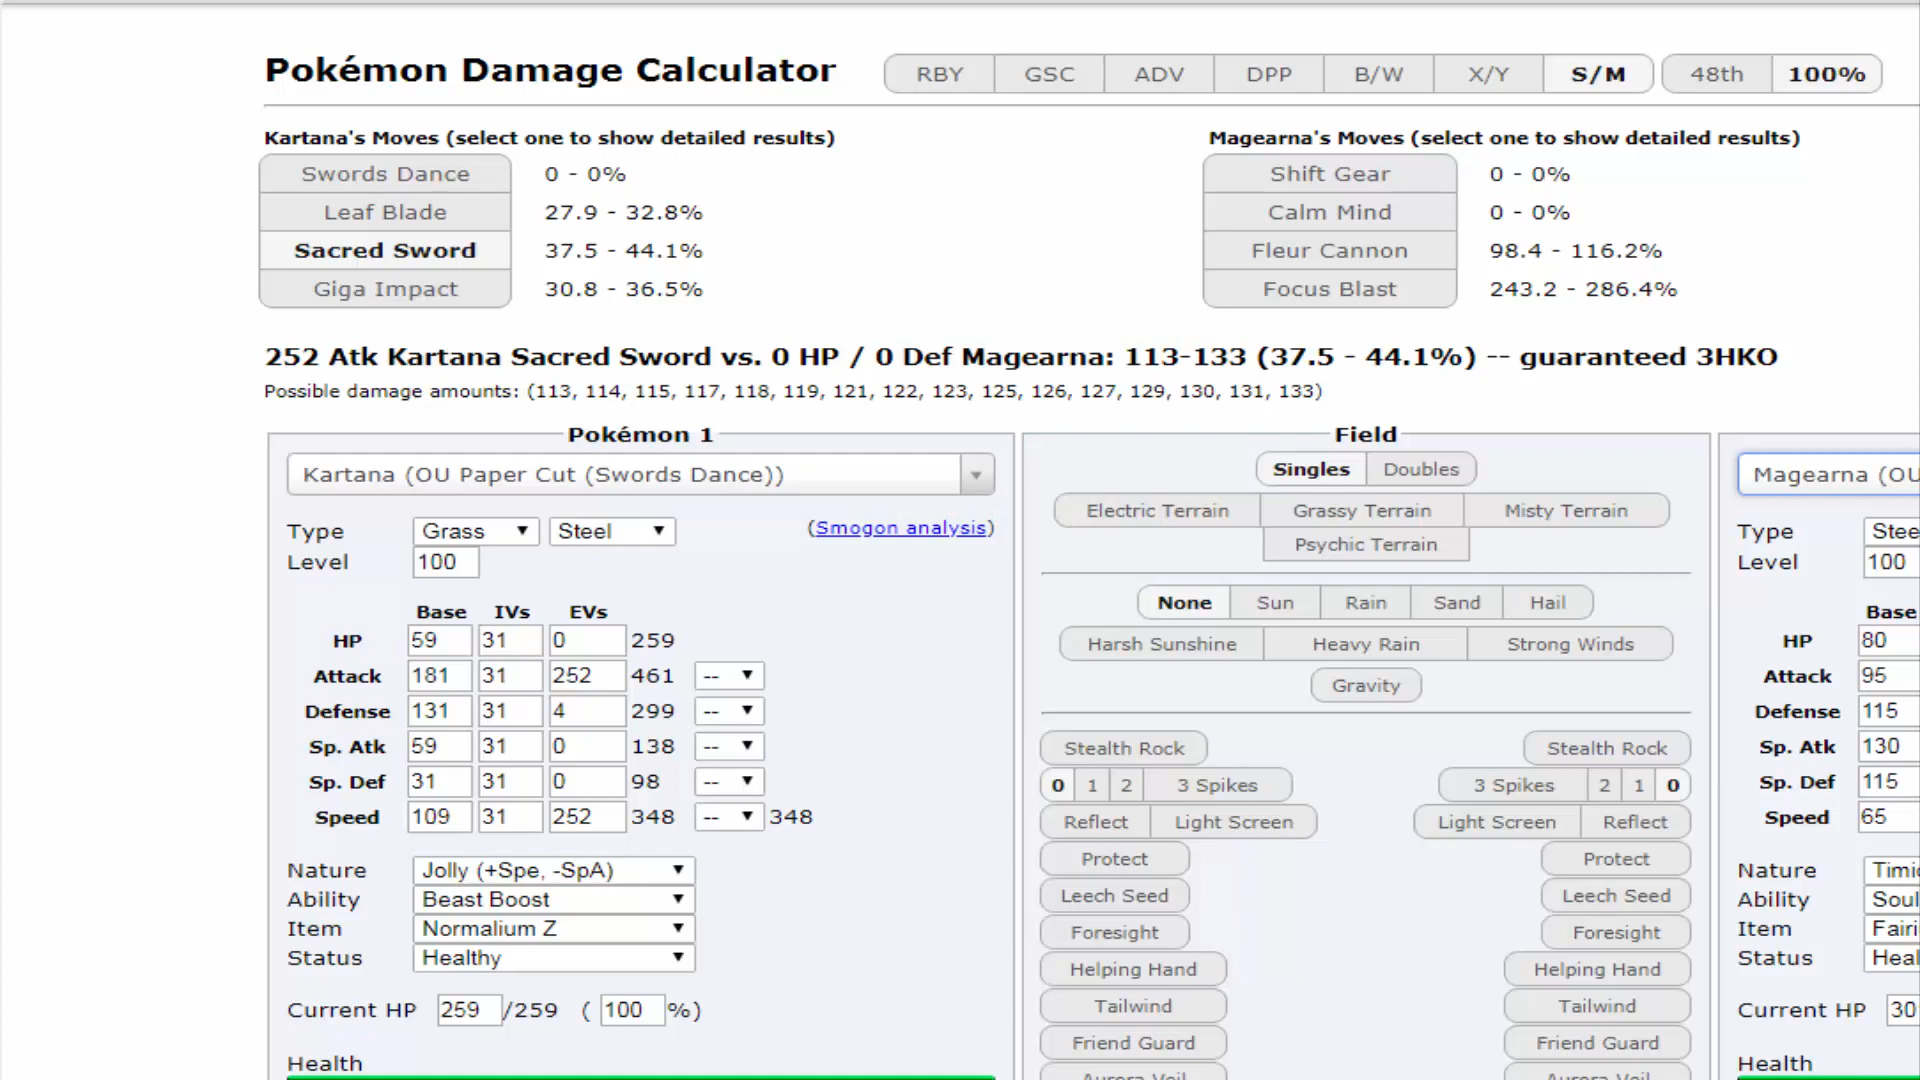 Pokémon Damage Calculator RBY GSC ADV DPP B/W X/Y S/M 48th 100%
Kartana's Moves (select one to show detailed results)
Swords Dance 0 - 0%
Leaf Blade 27.9 - 32.8%
Sacred Sword 37.5 - 44.1%
Giga Impact 30.8 - 36.5%
Magearna's Moves (select one to show detailed results)
Shift Gear 0 - 0%
Calm Mind 0 - 0%
Fleur Cannon 98.4 - 116.2%
Focus Blast 243.2 - 286.4%
252 Atk Kartana Sacred Sword vs. 0 HP / 0 Def Magearna: 113-133 (37.5 - 44.1%) -- guaranteed 3HKO
Possible damage amounts: (113, 114, 115, 117, 118, 119, 121, 122, 123, 125, 126, 127, 129, 130, 131, 133)
Pokémon 1
Kartana (OU Paper Cut (Swords Dance))
Type Grass Steel (Smogon analysis)
Level 100
Base IVs EVs
HP 59 31 0 259
Attack 181 31 252 461 --
Defense 131 31 4 299 --
Sp. Atk 59 31 0 138 --
Sp. Def 31 31 0 98 --
Speed 109 31 252 348 -- 348
Nature Jolly (+Spe, -SpA)
Ability Beast Boost
Item Normalium Z
Status Healthy
Current HP 259 /259 ( 100 %)
Health
Field
Singles Doubles
Electric Terrain Grassy Terrain Misty Terrain
Psychic Terrain
None Sun Rain Sand Hail
Harsh Sunshine Heavy Rain Strong Winds
Gravity
Stealth Rock Stealth Rock
0 1 2 3 Spikes 3 Spikes 2 1 0
Reflect Light Screen Light Screen Reflect
Protect Protect
Leech Seed Leech Seed
Foresight Foresight
Helping Hand Helping Hand
Tailwind Tailwind
Friend Guard Friend Guard
Aurora Veil Aurora Veil
Magearna (OU
Type Stee
Level 100
Base
HP 80
Attack 95
Defense 115
Sp. Atk 130
Sp. Def 115
Speed 65
Nature Timi
Ability Soul
Item Fairi
Status Heal
Current HP 30
Health